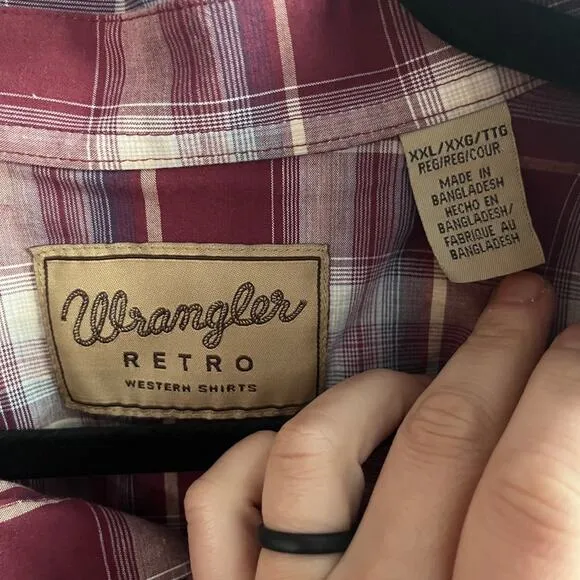 Wrangler
RETRO
WESTERN SHIRTS
XXL/XXG/TTG
REG/REG/COUR
MADE IN
BANGLADESH
HECHO EN
BANGLADESH/
FABRIQUE AU
BANGLADESH